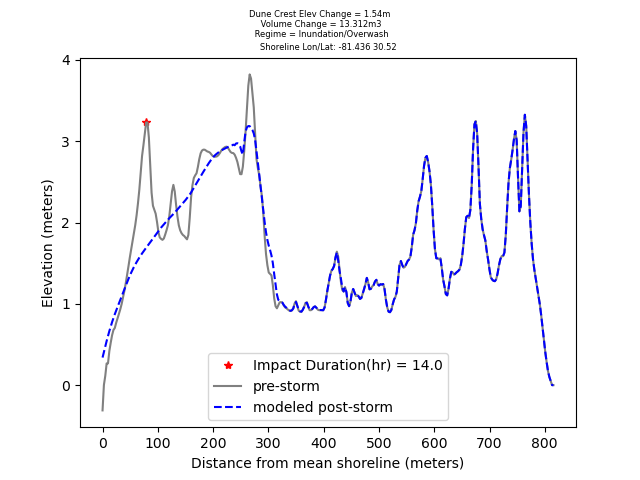 Dune Crest Elev Change = 1.54m
Volume Change = 13.312m3
Regime = Inundation/Overwash
Shoreline Lon/Lat: -81.436 30.52
4
3
2
1
0
Elevation (meters)
Impact Duration(hr) = 14.0
pre-storm
modeled post-storm
0 100 200 300 400 500 600 700 800
Distance from mean shoreline (meters)